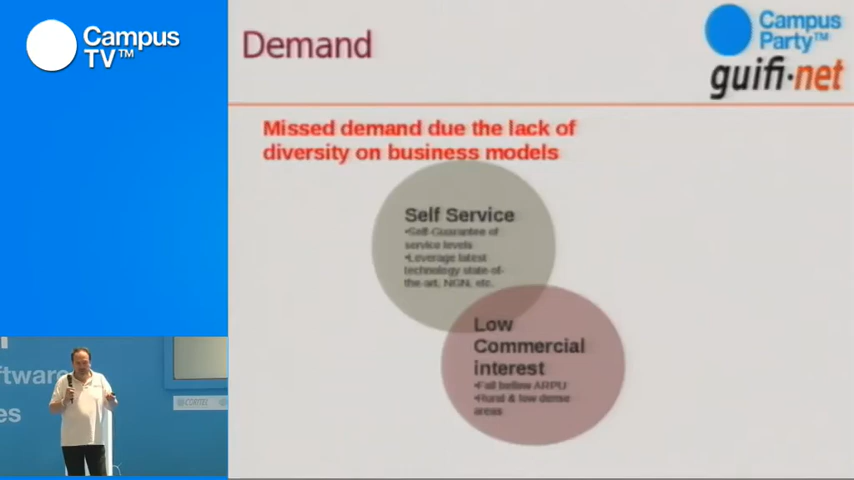 Campus
TV™
Demand
Campus
Party™
guifi·net
Missed demand due the lack of
diversity on business models
Self Service
•Self-Guarantee of
service levels
•Leverage latest
technology state-of-
the-art, NGN, etc.
Low
Commercial
interest
•Fall bellow ARPU
•Rural & low dense
areas
ftware
es